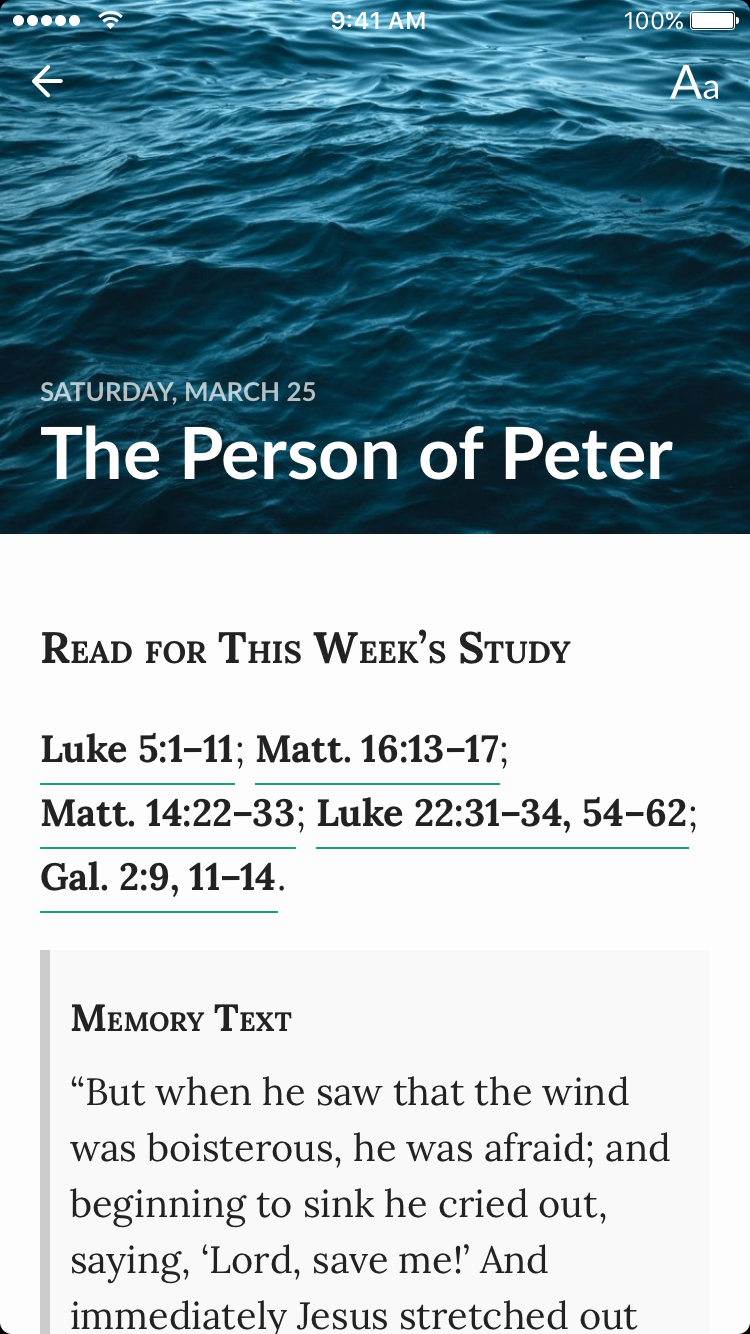 9:41 AM 100%
Aa
SATURDAY, MARCH 25
The Person of Peter
Read for This Week’s Study
Luke 5:1–11; Matt. 16:13–17;
Matt. 14:22–33; Luke 22:31–34, 54–62;
Gal. 2:9, 11–14.
Memory Text
“But when he saw that the wind
was boisterous, he was afraid; and
beginning to sink he cried out,
saying, ‘Lord, save me!’ And
immediately Jesus stretched out